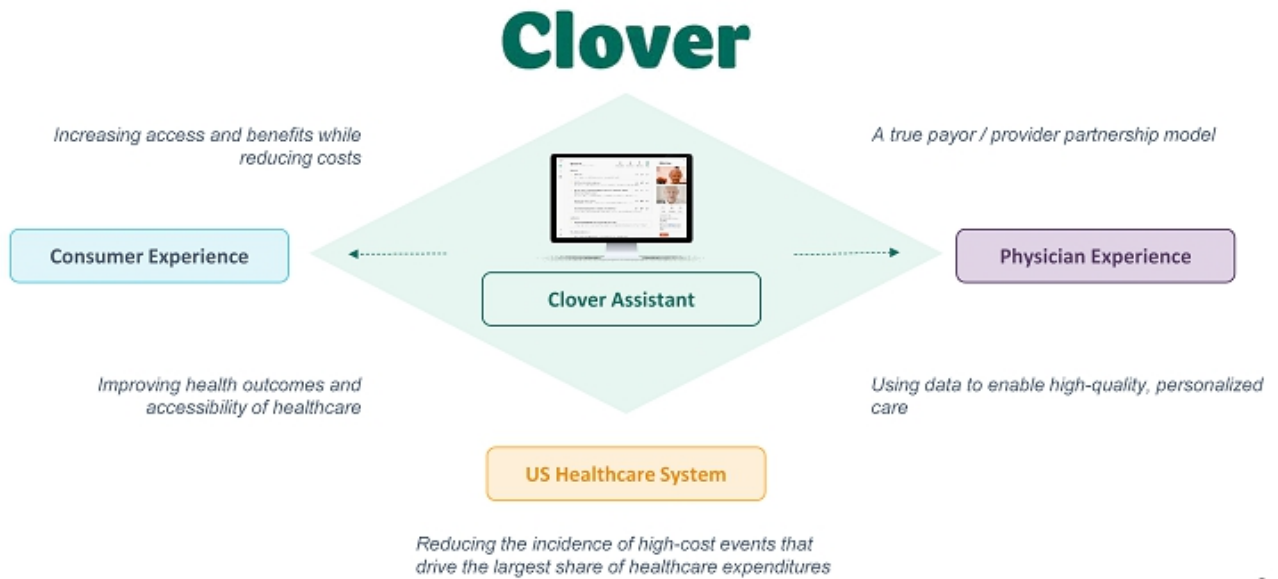 Clover
Increasing access and benefits while
reducing costs
A true payor / provider partnership model
Consumer Experience
Physician Experience
Clover Assistant
Improving health outcomes and
accessibility of healthcare
Using data to enable high-quality, personalized
care
US Healthcare System
Reducing the incidence of high-cost events that
drive the largest share of healthcare expenditures